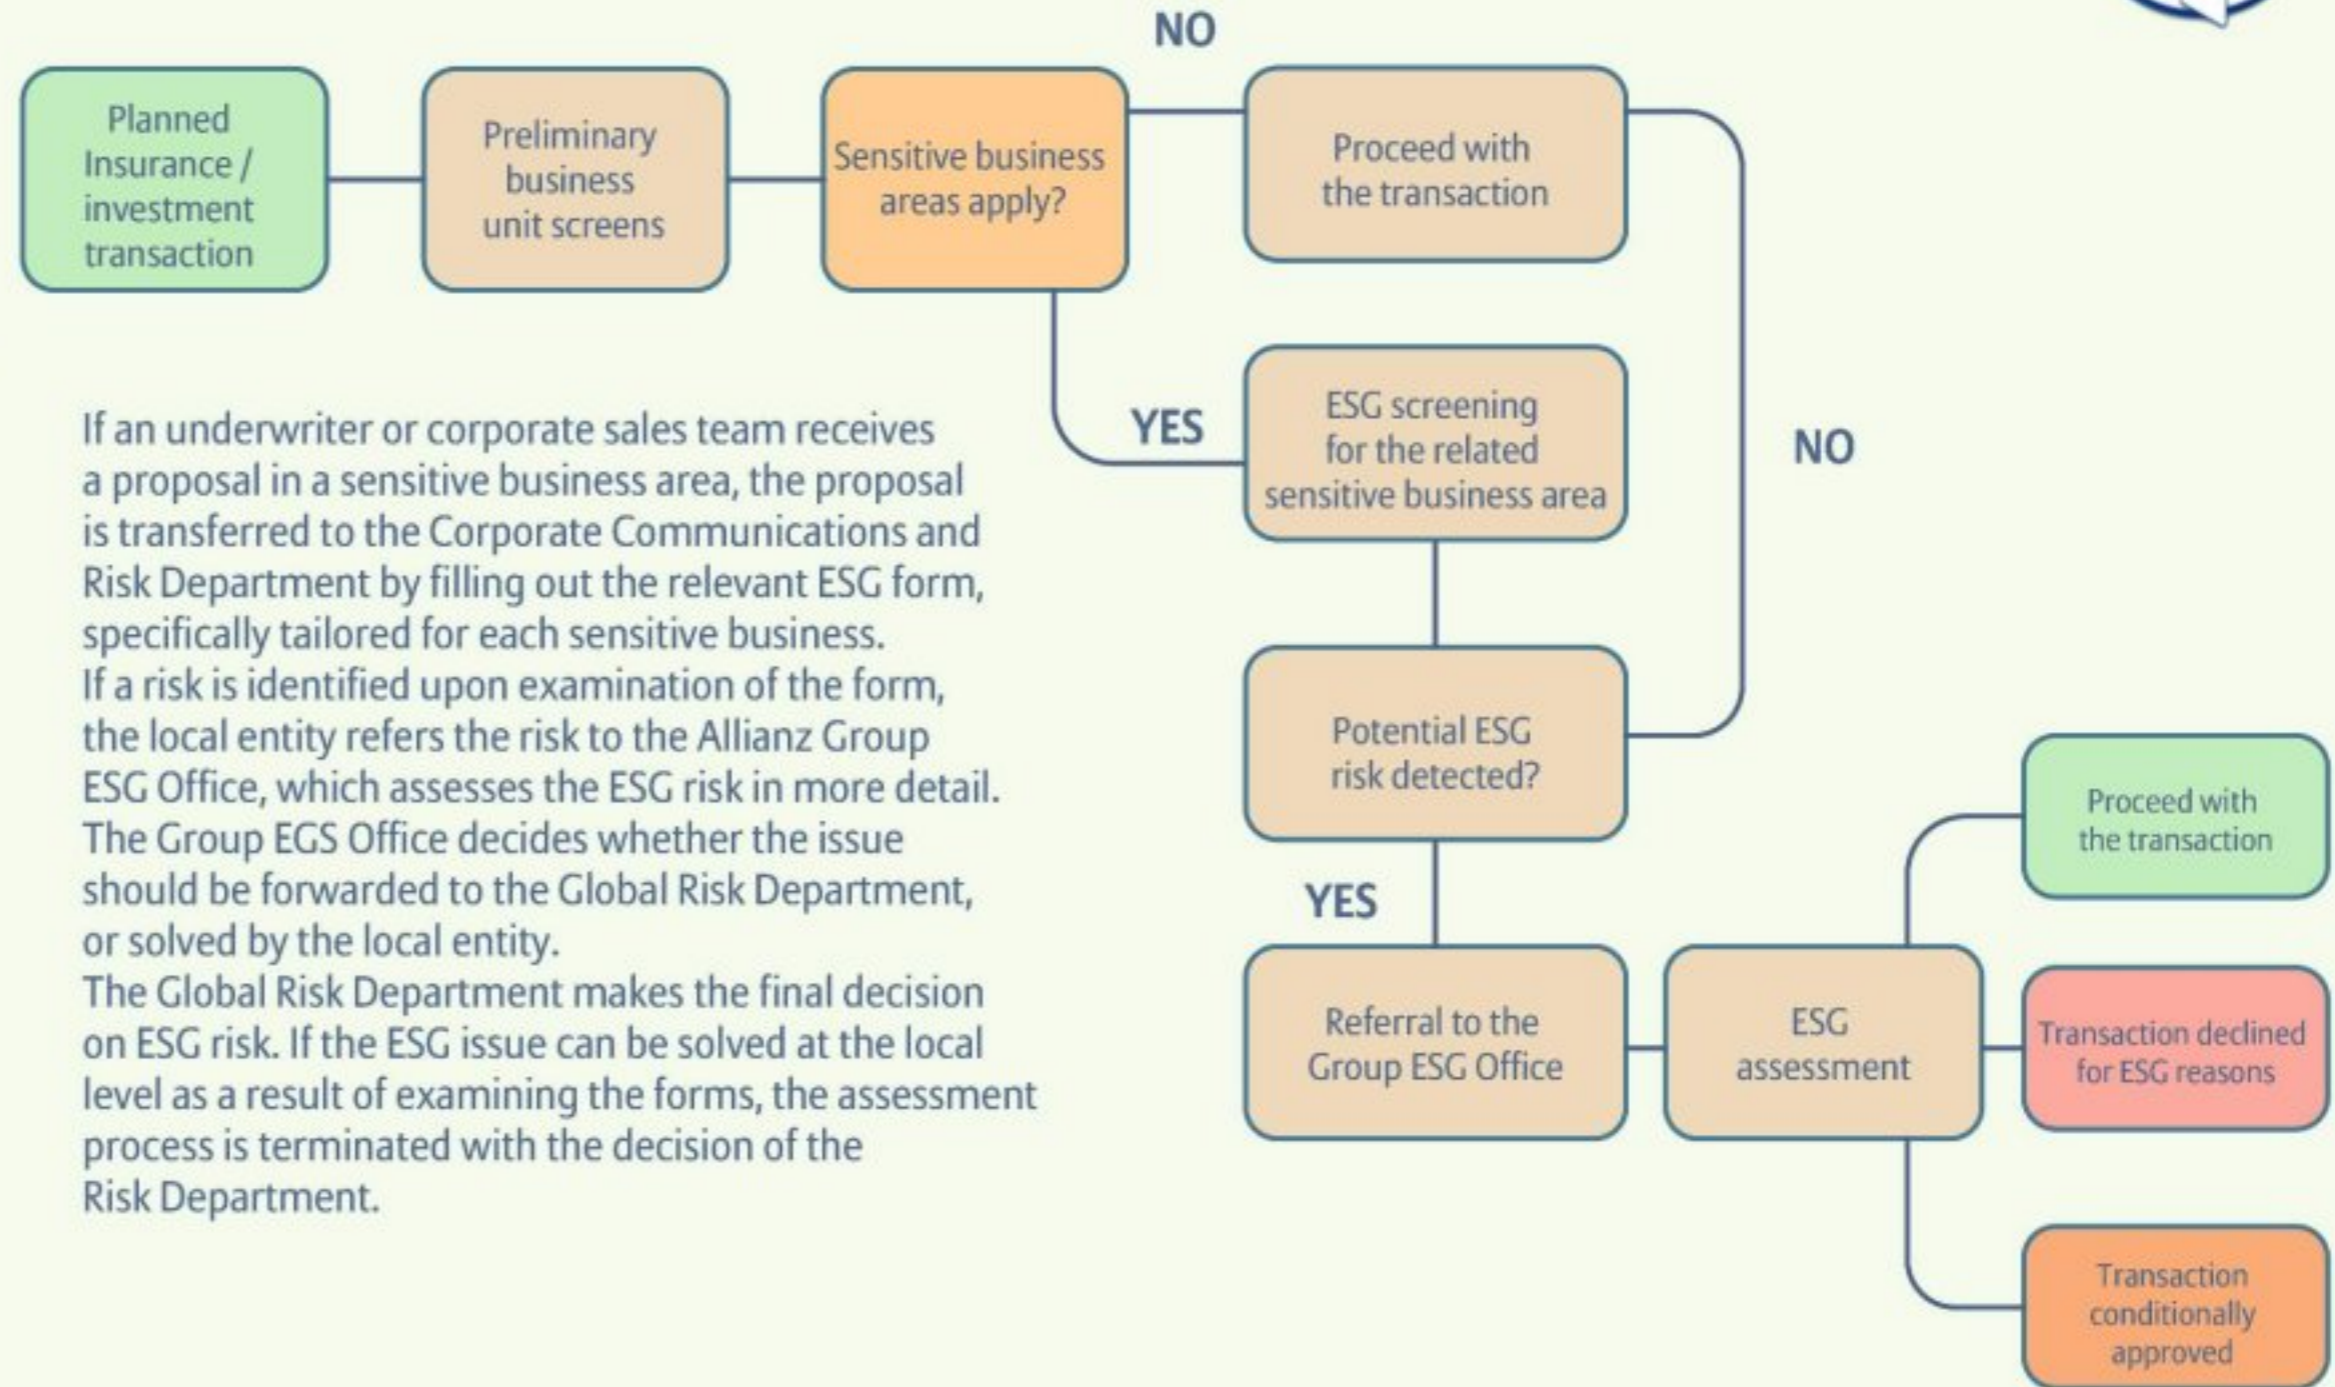 NO
Planned
Insurance /
investment
transaction
Preliminary
business
unit screens
Sensitive business
areas apply?
Proceed with
the transaction
If an underwriter or corporate sales team receives
a proposal in a sensitive business area, the proposal
is transferred to the Corporate Communications and
Risk Department by filling out the relevant ESG form,
specifically tailored for each sensitive business.
If a risk is identified upon examination of the form,
the local entity refers the risk to the Allianz Group
ESG Office, which assesses the ESG risk in more detail.
The Group EGS Office decides whether the issue
should be forwarded to the Global Risk Department,
or solved by the local entity.
The Global Risk Department makes the final decision
on ESG risk. If the ESG issue can be solved at the local
level as a result of examining the forms, the assessment
process is terminated with the decision of the
Risk Department.
YES
ESG screening
for the related
sensitive business area
NO
Potential ESG
risk detected?
YES
Referral to the
Group ESG Office
ESG
assessment
Proceed with
the transaction
Transaction declined
for ESG reasons
Transaction
conditionally
approved